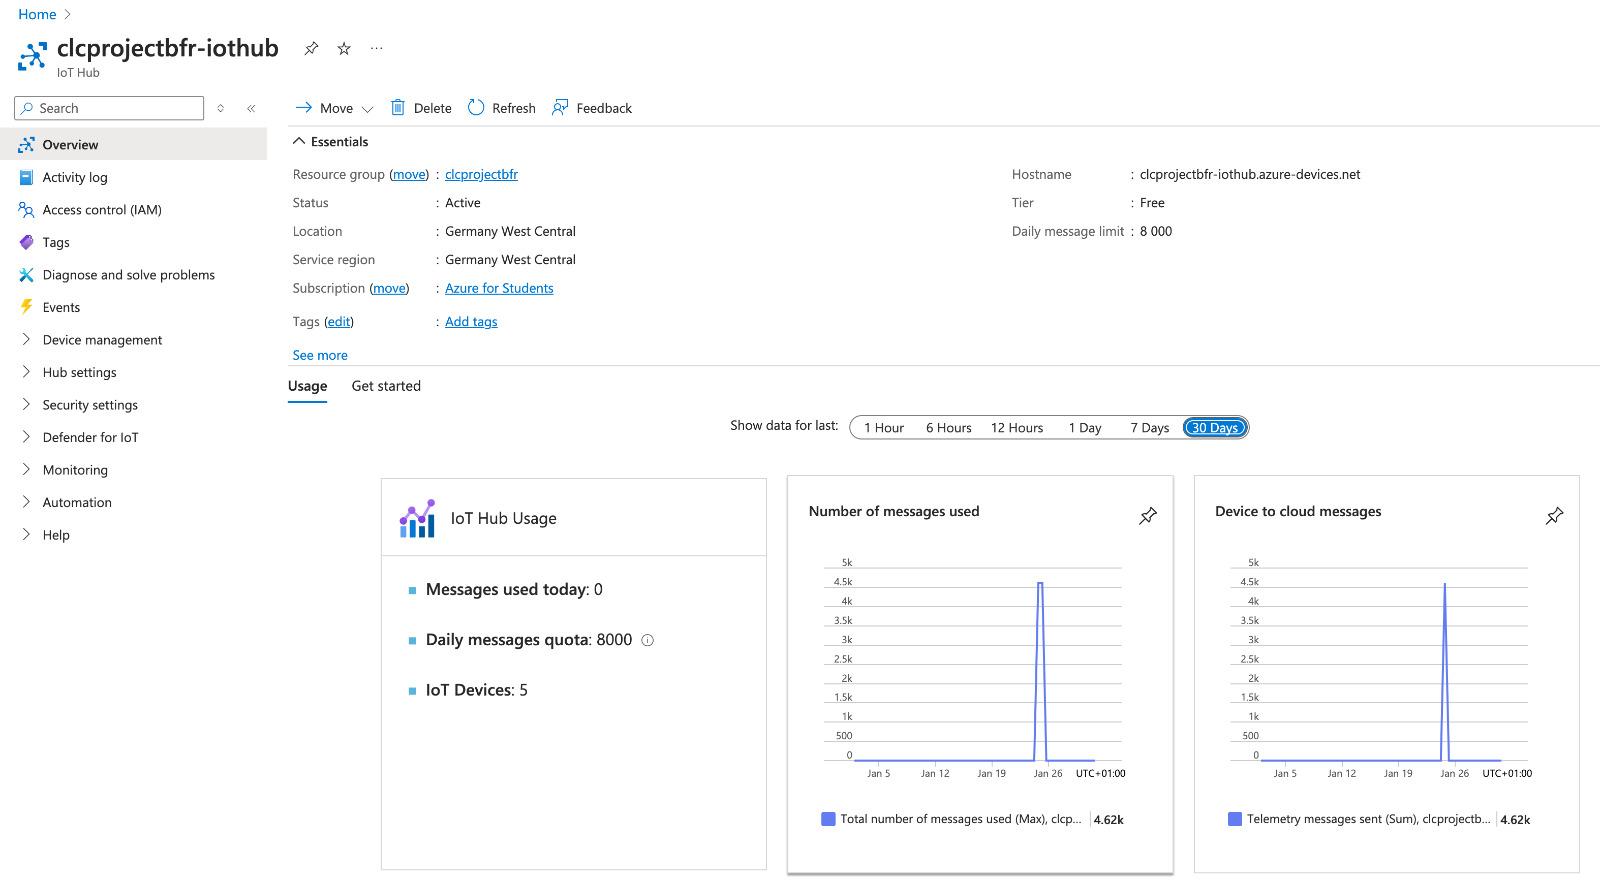 Home
clcprojectbfr-iothub
IoT Hub
Search
Move
Delete
Refresh
Feedback
Overview
Activity log
Access control (IAM)
Tags
Diagnose and solve problems
Events
Device management
Hub settings
Security settings
Defender for IoT
Monitoring
Automation
Help
Essentials
Resource group (move) : clcprojectbfr
Status : Active
Location : Germany West Central
Service region : Germany West Central
Subscription (move) : Azure for Students
Tags (edit) : Add tags
See more
Hostname : clcprojectbfr-iothub.azure-devices.net
Tier : Free
Daily message limit : 8 000
Usage Get started
Show data for last: 1 Hour 6 Hours 12 Hours 1 Day 7 Days 30 Days
IoT Hub Usage
Messages used today: 0
Daily messages quota: 8000
IoT Devices: 5
Number of messages used
5k
4.5k
4k
3.5k
3k
2.5k
2k
1.5k
1k
500
0
Jan 5 Jan 12 Jan 19 Jan 26 UTC+01:00
Total number of messages used (Max), clcp... 4.62k
Device to cloud messages
5k
4.5k
4k
3.5k
3k
2.5k
2k
1.5k
1k
500
0
Jan 5 Jan 12 Jan 19 Jan 26 UTC+01:00
Telemetry messages sent (Sum), clcprojectb... 4.62k